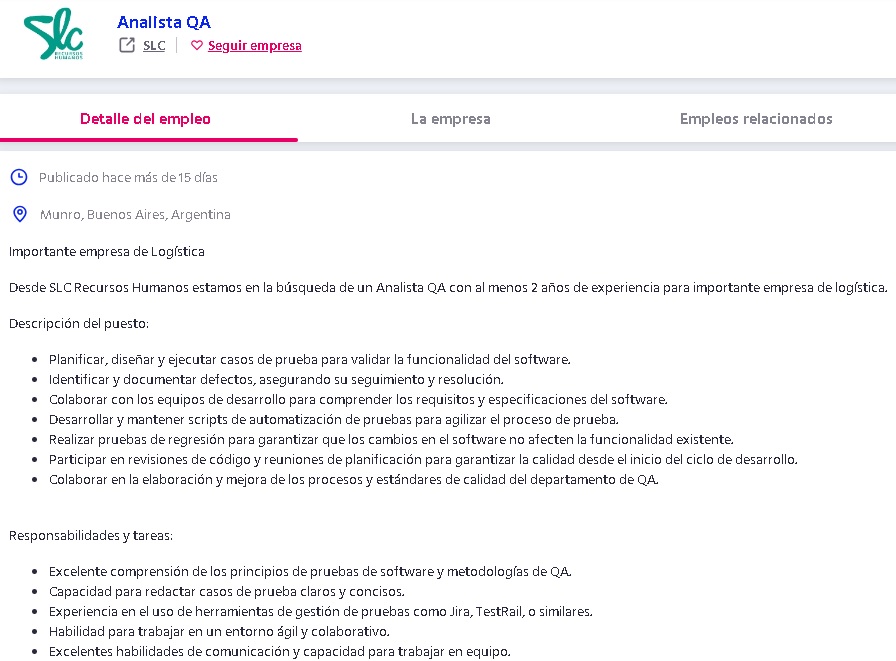 SLC
RECURSOS
HUMANOS
Analista QA
SLC
Seguir empresa
Detalle del empleo
La empresa
Empleos relacionados
Publicado hace más de 15 días
Munro, Buenos Aires, Argentina
Importante empresa de Logística
Desde SLC Recursos Humanos estamos en la búsqueda de un Analista QA con al menos 2 años de experiencia para importante empresa de logística.
Descripción del puesto:
• Planificar, diseñar y ejecutar casos de prueba para validar la funcionalidad del software.
• Identificar y documentar defectos, asegurando su seguimiento y resolución.
• Colaborar con los equipos de desarrollo para comprender los requisitos y especificaciones del software.
• Desarrollar y mantener scripts de automatización de pruebas para agilizar el proceso de prueba.
• Realizar pruebas de regresión para garantizar que los cambios en el software no afecten la funcionalidad existente.
• Participar en revisiones de código y reuniones de planificación para garantizar la calidad desde el inicio del ciclo de desarrollo.
• Colaborar en la elaboración y mejora de los procesos y estándares de calidad del departamento de QA.
Responsabilidades y tareas:
• Excelente comprensión de los principios de pruebas de software y metodologías de QA.
• Capacidad para redactar casos de prueba claros y concisos.
• Experiencia en el uso de herramientas de gestión de pruebas como Jira, TestRail, o similares.
• Habilidad para trabajar en un entorno ágil y colaborativo.
• Excelentes habilidades de comunicación y capacidad para trabajar en equipo.